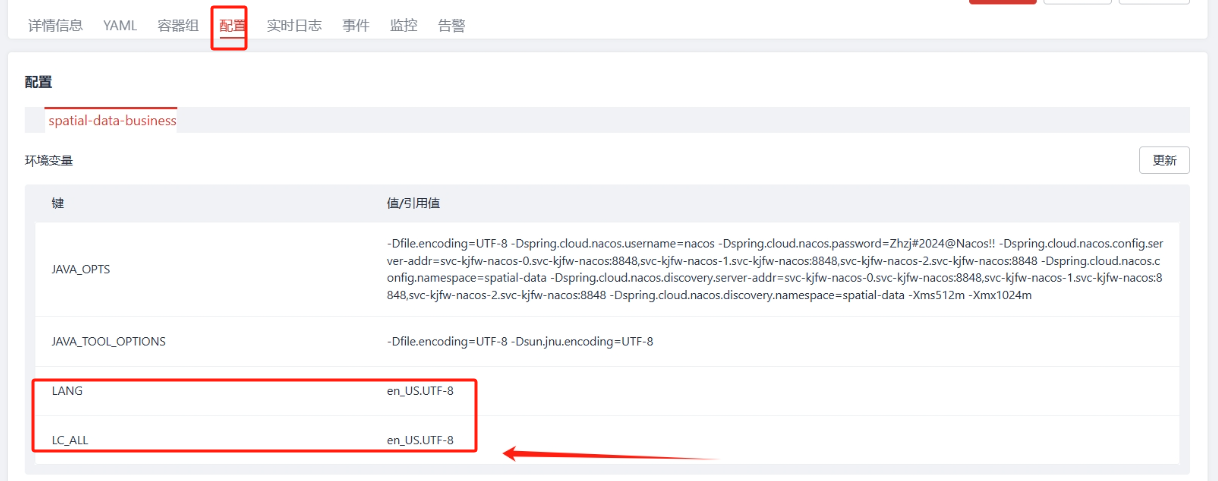 详情信息 YAML 容器组 配置 实时日志 事件 监控 告警
配置
spatial-data-business
环境变量 更新
键 值/引用值
JAVA_OPTS
-Dfile.encoding=UTF-8 -Dspring.cloud.nacos.username=nacos -Dspring.cloud.nacos.password=Zhzj#2024@Nacos!! -Dspring.cloud.nacos.config.ser
ver-addr=svc-kjfw-nacos-0.svc-kjfw-nacos:8848,svc-kjfw-nacos-1.svc-kjfw-nacos:8848,svc-kjfw-nacos-2.svc-kjfw-nacos:8848 -Dspring.cloud.nacos.c
onfig.namespace=spatial-data -Dspring.cloud.nacos.discovery.server-addr=svc-kjfw-nacos-0.svc-kjfw-nacos:8848,svc-kjfw-nacos-1.svc-kjfw-nacos:8
848,svc-kjfw-nacos-2.svc-kjfw-nacos:8848 -Dspring.cloud.nacos.discovery.namespace=spatial-data -Xms512m -Xmx1024m
JAVA_TOOL_OPTIONS -Dfile.encoding=UTF-8 -Dsun.jnu.encoding=UTF-8
LANG en_US.UTF-8
LC_ALL en_US.UTF-8